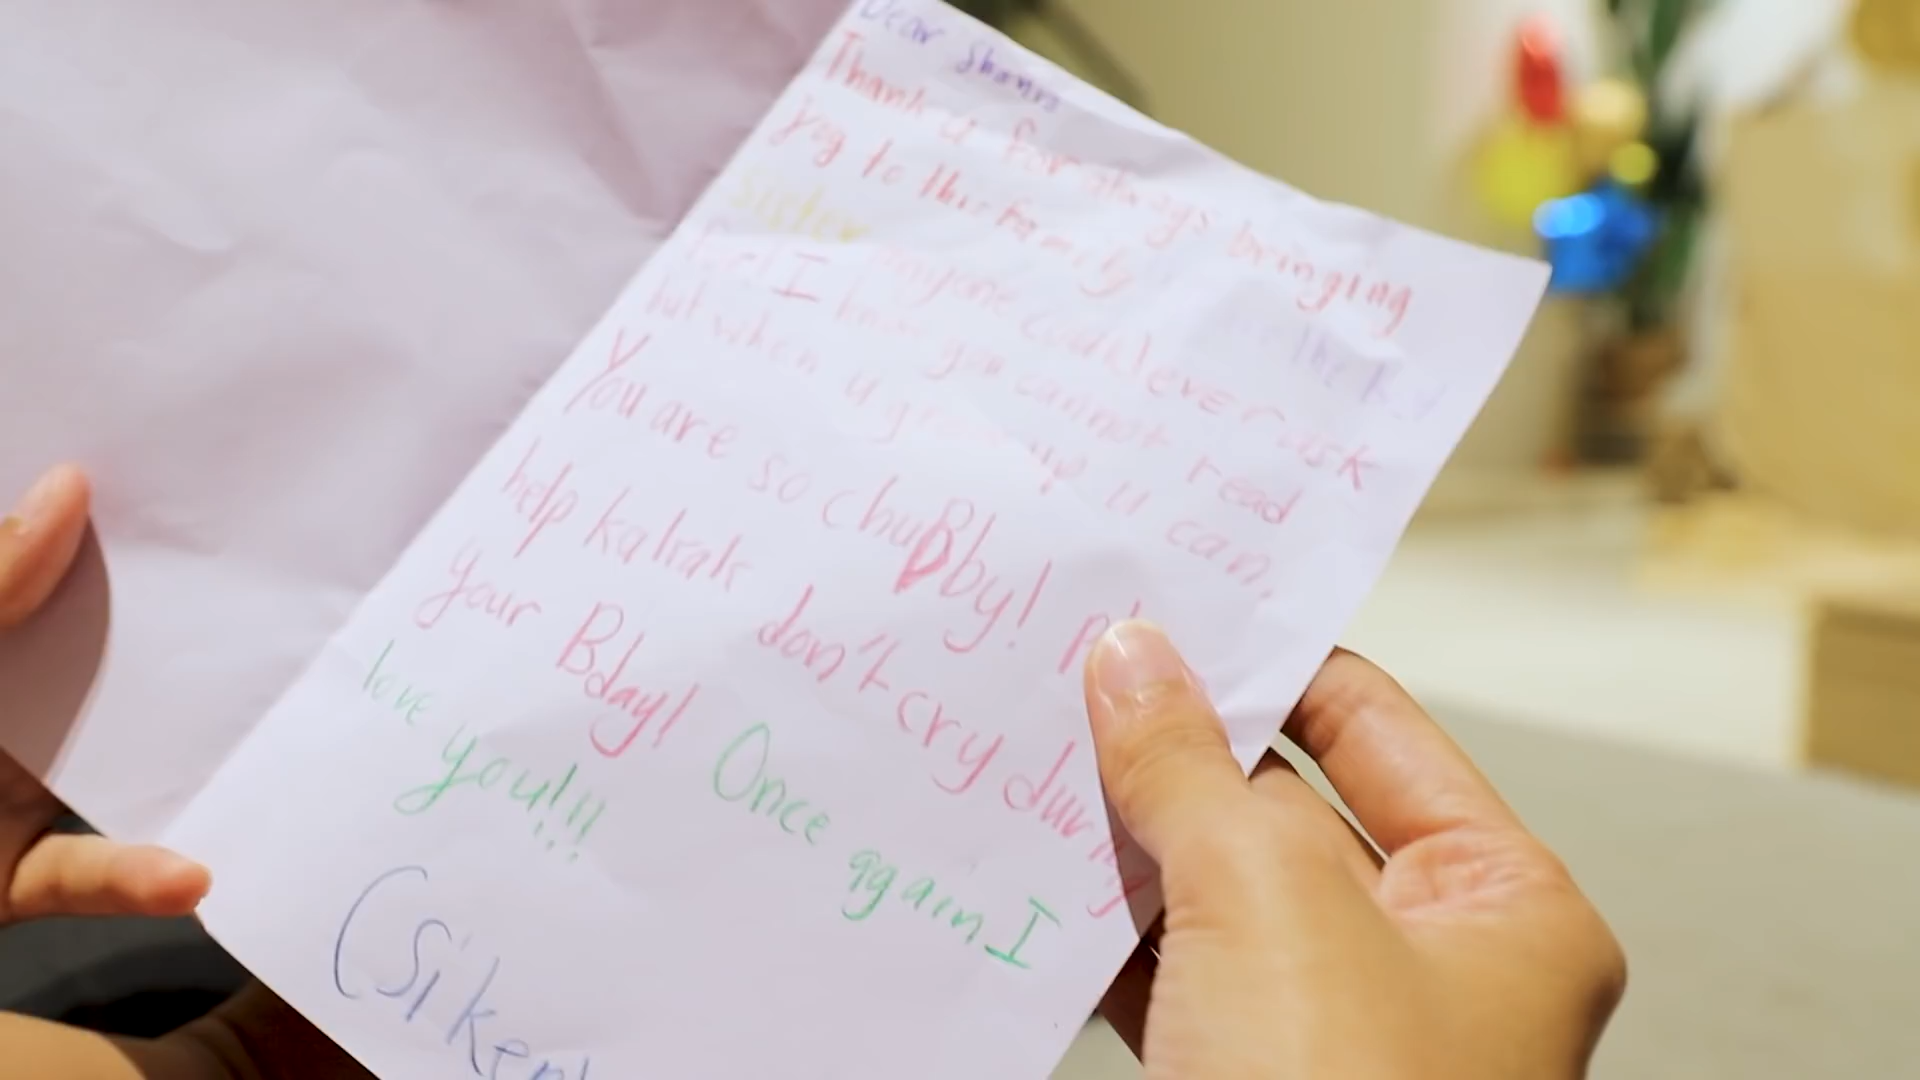 Dear
Thank u for always bringing
joy to this family
sister anyone could ever ask
for! I know you cannot read
but when u grow up u can.
You are so chuBby!
help kakak don't cry during
your Bday! Once again I
love you!!!
(Si